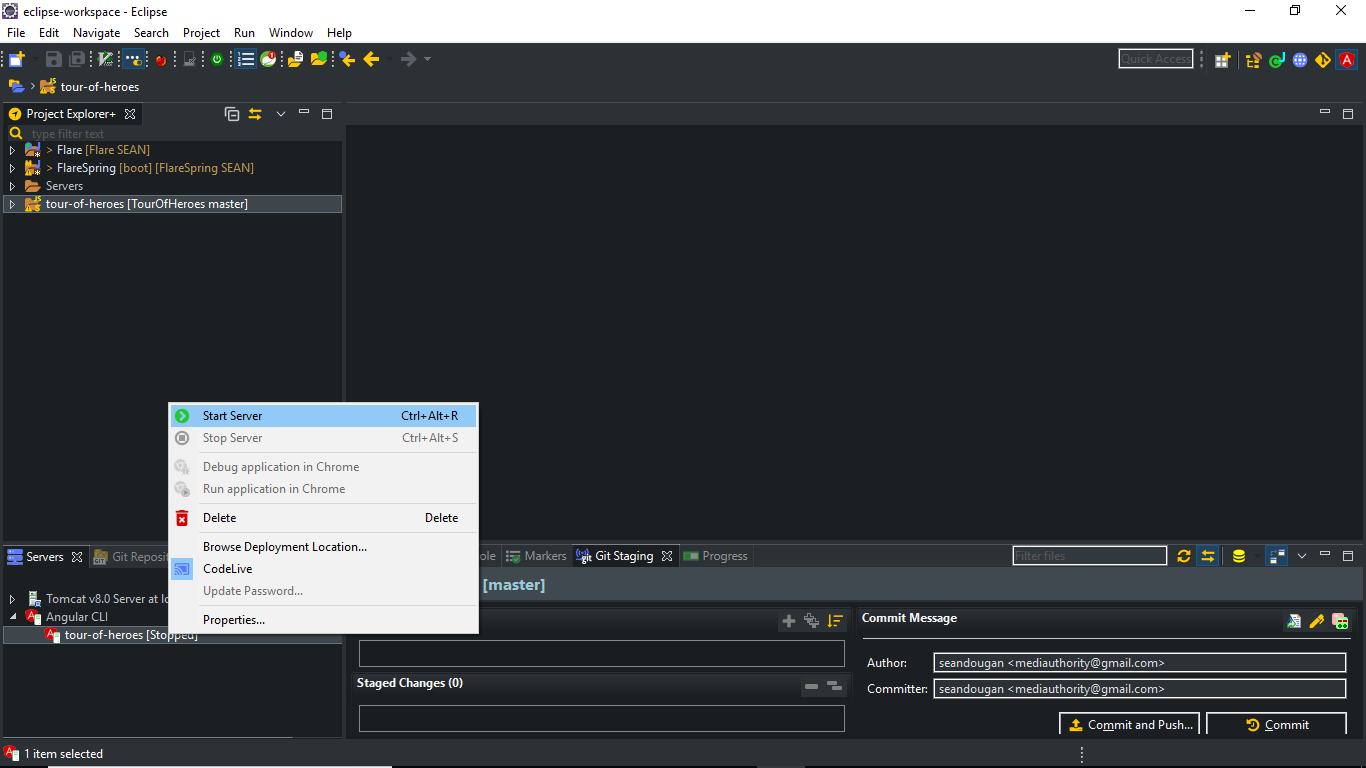 eclipse-workspace - Eclipse
File Edit Navigate Search Project Run Window Help
Quick Access
tour-of-heroes
Project Explorer+
type filter text
> Flare [Flare SEAN]
> FlareSpring [boot] [FlareSpring SEAN]
Servers
tour-of-heroes [TourOfHeroes master]
Start Server Ctrl+Alt+R
Stop Server Ctrl+Alt+S
Debug application in Chrome
Run application in Chrome
Delete Delete
Browse Deployment Location...
CodeLive
Update Password...
Properties...
Servers Git Reposit
Markers Git Staging Progress
Filter files
[master]
Tomcat v8.0 Server at
Angular CLI
tour-of-heroes [Stopped]
Staged Changes (0)
Commit Message
Author: seandougan <mediauthority@gmail.com>
Committer: seandougan <mediauthority@gmail.com>
Commit and Push... Commit
1 item selected